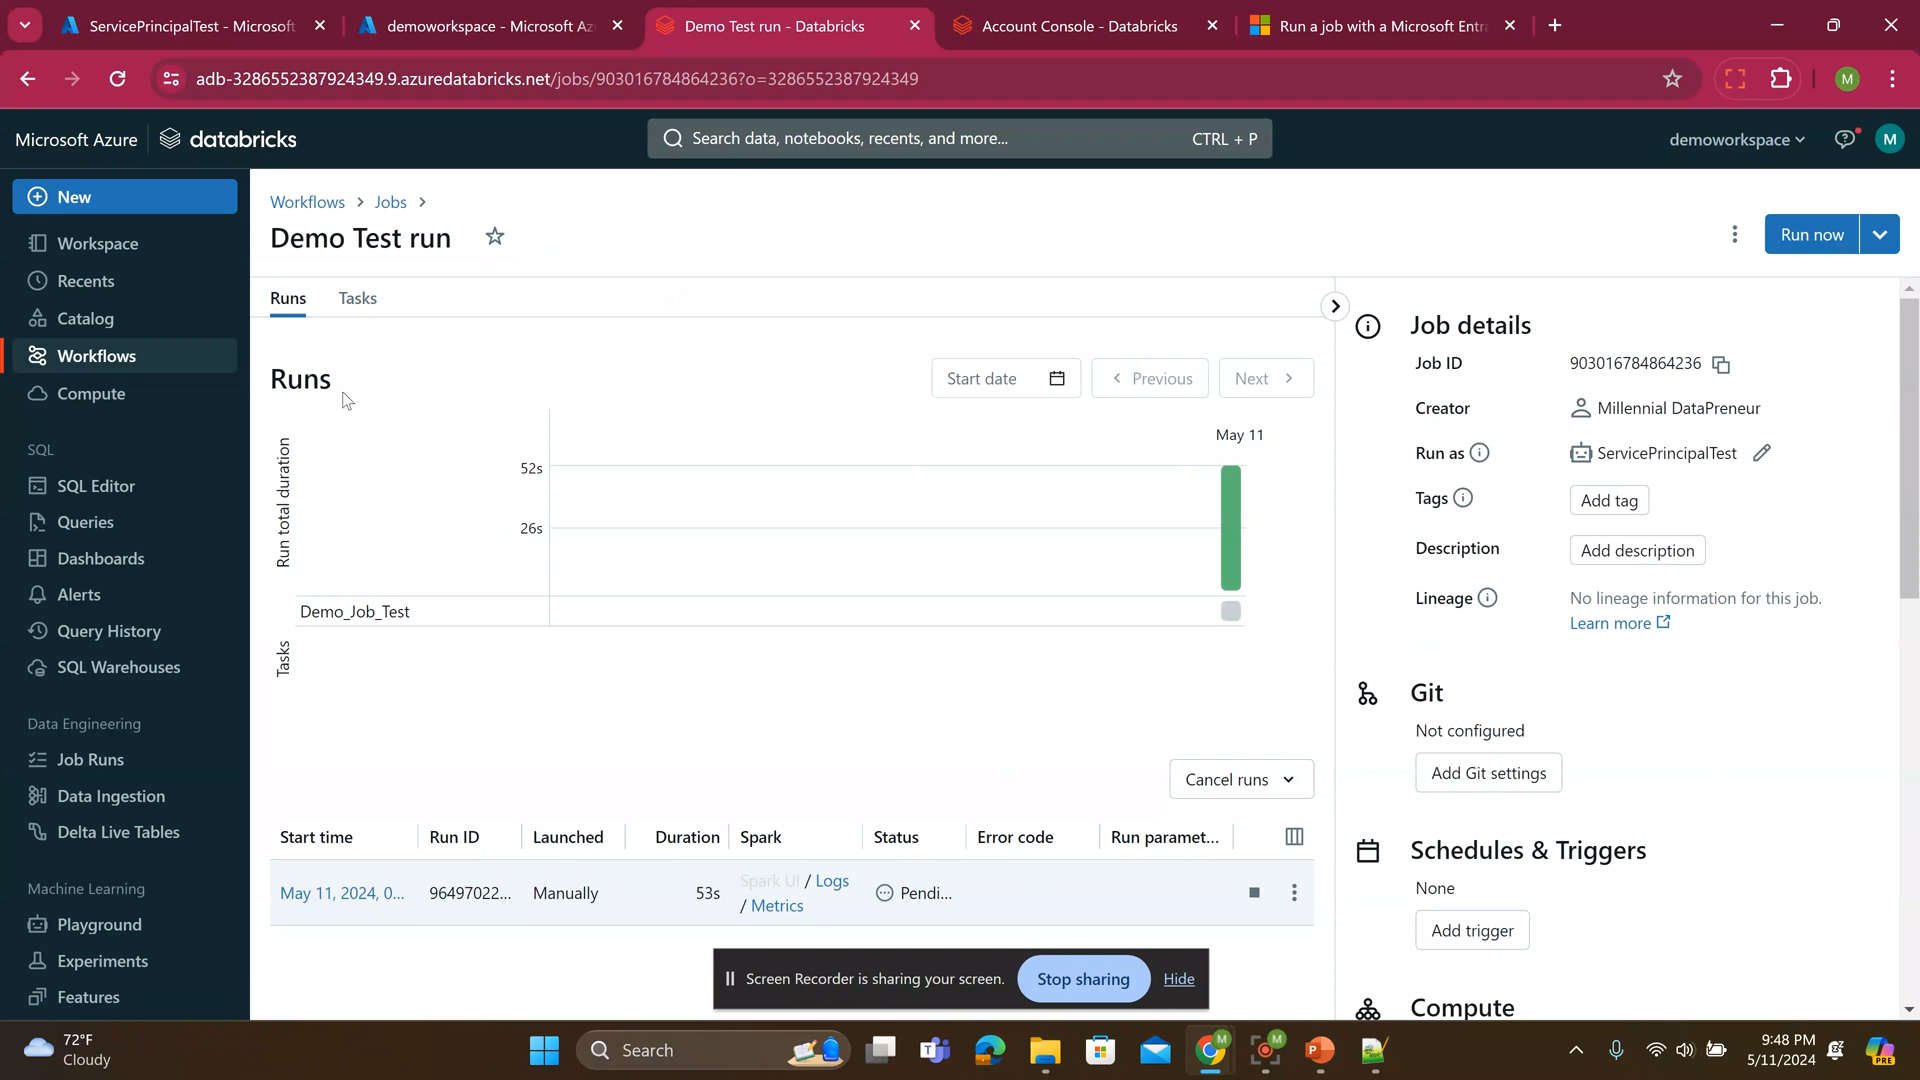 ServicePrincipalTest - Microsoft
demoworkspace - Microsoft Az
Demo Test run - Databricks
Account Console - Databricks
Run a job with a Microsoft Entr
adb-3286552387924349.9.azuredatabricks.net/jobs/903016784864236?o=3286552387924349
M
Microsoft Azure
databricks
Search data, notebooks, recents, and more...
CTRL + P
demoworkspace
M
New
Workspace
Recents
Catalog
Workflows
Compute
SQL
SQL Editor
Queries
Dashboards
Alerts
Query History
SQL Warehouses
Data Engineering
Job Runs
Data Ingestion
Delta Live Tables
Machine Learning
Playground
Experiments
Features
Workflows > Jobs >
Demo Test run
Run now
Runs
Tasks
Runs
Start date
Previous
Next
May 11
Run total duration
52s
26s
Demo_Job_Test
Tasks
Cancel runs
Start time Run ID Launched Duration Spark Status Error code Run paramet...
May 11, 2024, 0... 96497022... Manually 53s Spark UI / Logs / Metrics Pendi...
Job details
Job ID 903016784864236
Creator Millennial DataPreneur
Run as ServicePrincipalTest
Tags Add tag
Description Add description
Lineage No lineage information for this job.
Learn more
Git
Not configured
Add Git settings
Schedules & Triggers
None
Add trigger
Compute
Screen Recorder is sharing your screen.
Stop sharing
Hide
72°F
Cloudy
Search
M
M
9:48 PM
5/11/2024
PRE